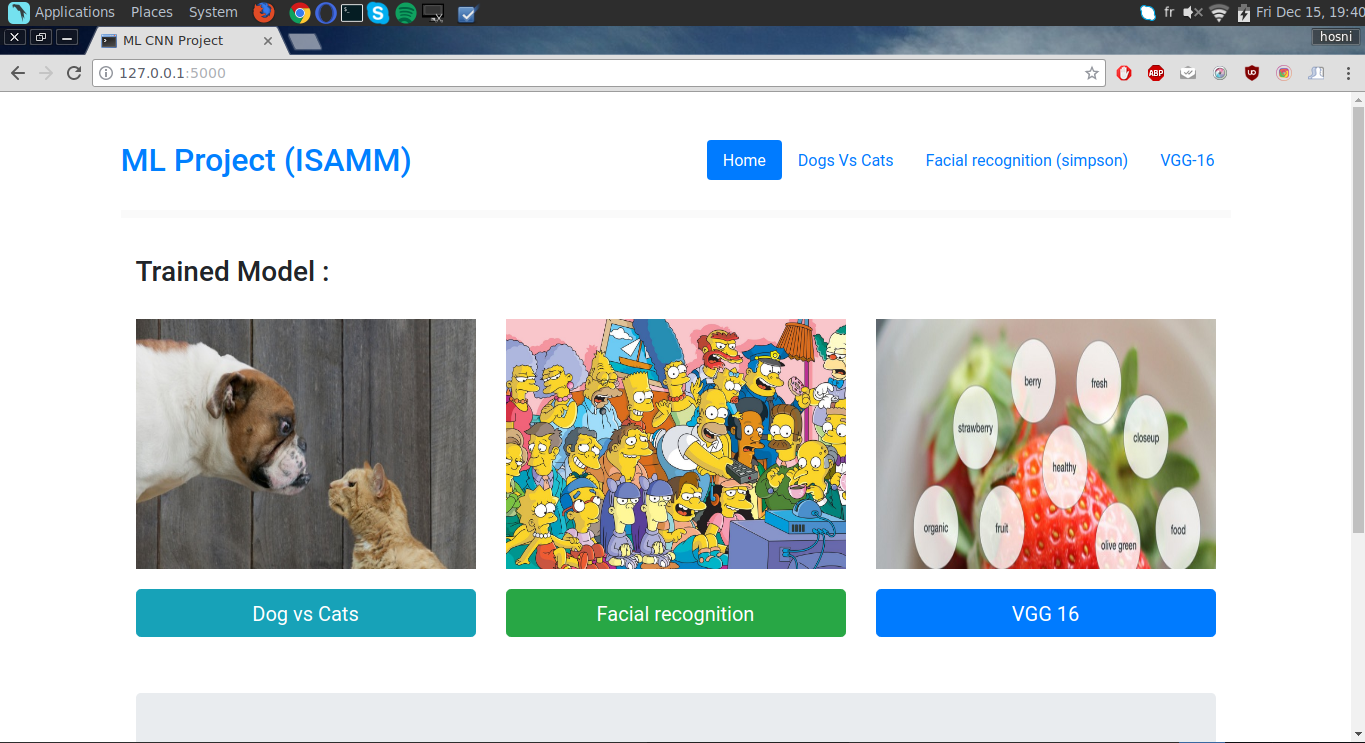 Applications Places System fr Fri Dec 15, 19:40
ML CNN Project hosni
127.0.0.1:5000 ABP
ML Project (ISAMM) Home Dogs Vs Cats Facial recognition (simpson) VGG-16
Trained Model :
berry
fresh
strawberry
closeup
healthy
organic
fruit
olive green
food
Dog vs Cats Facial recognition VGG 16